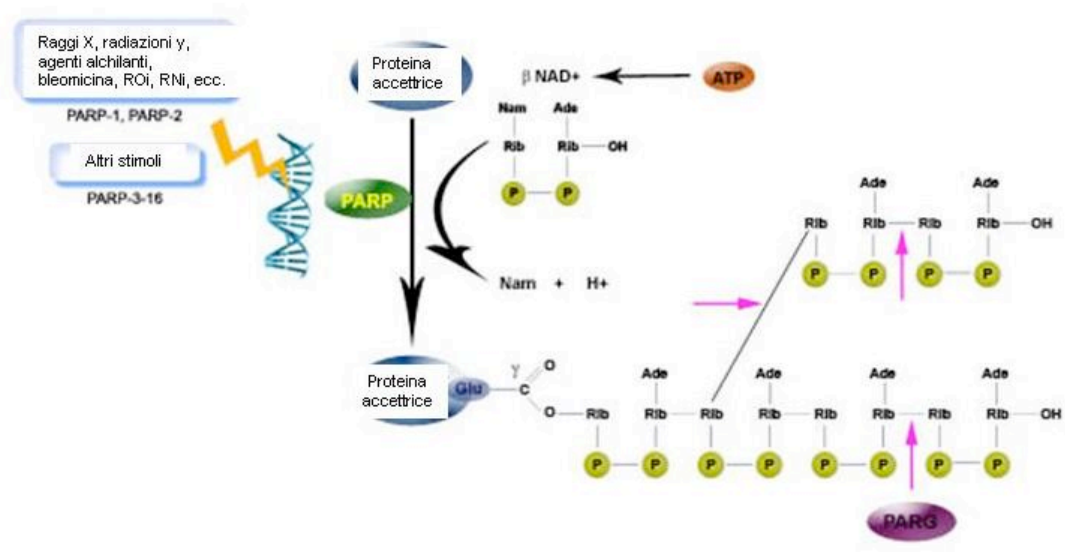 Raggi X, radiazioni y,
agenti alchilanti,
bleomicina, ROi, RNi, ecc.
PARP-1, PARP-2
Altri stimoli
PARP-3-16
Proteina
accettrice
β NAD+
ATP
Nam Ade
Rib Rib OH
P P
PARP
Nam + H+
Ade Ade
Rib Rib Rib Rib OH
P P P P
Proteina
accettrice
Glu
γ
O
C
O
Ade Ade Ade Ade
Rib Rib Rib Rib Rib Rib Rib Rib OH
P P P P P P P P
PARG